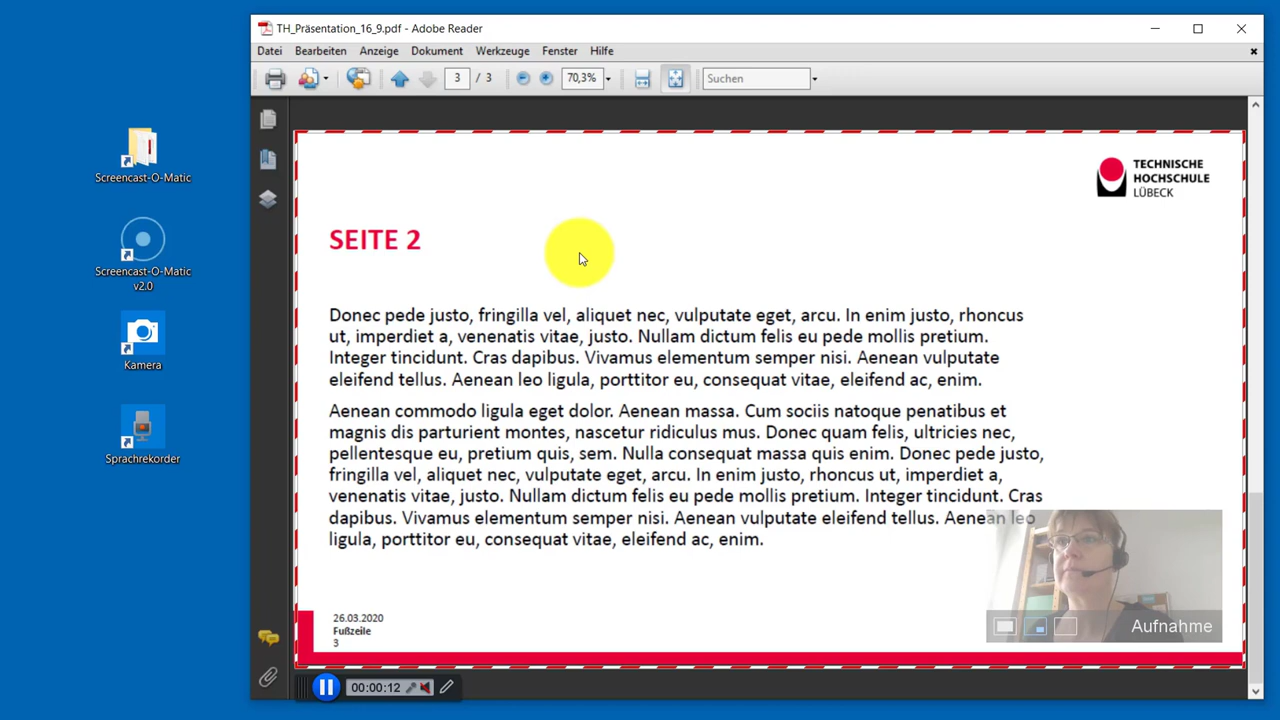 TH_Präsentation_16_9.pdf - Adobe Reader
Datei Bearbeiten Anzeige Dokument Werkzeuge Fenster Hilfe
3 / 3 70,3% Suchen
Screencast-O-Matic
Screencast-O-Matic
v2.0
Kamera
Sprachrekorder
TECHNISCHE
HOCHSCHULE
LÜBECK
SEITE 2
Donec pede justo, fringilla vel, aliquet nec, vulputate eget, arcu. In enim justo, rhoncus
ut, imperdiet a, venenatis vitae, justo. Nullam dictum felis eu pede mollis pretium.
Integer tincidunt. Cras dapibus. Vivamus elementum semper nisi. Aenean vulputate
eleifend tellus. Aenean leo ligula, porttitor eu, consequat vitae, eleifend ac, enim.
Aenean commodo ligula eget dolor. Aenean massa. Cum sociis natoque penatibus et
magnis dis parturient montes, nascetur ridiculus mus. Donec quam felis, ultricies nec,
pellentesque eu, pretium quis, sem. Nulla consequat massa quis enim. Donec pede justo,
fringilla vel, aliquet nec, vulputate eget, arcu. In enim justo, rhoncus ut, imperdiet a,
venenatis vitae, justo. Nullam dictum felis eu pede mollis pretium. Integer tincidunt. Cras
dapibus. Vivamus elementum semper nisi. Aenean vulputate eleifend tellus. Aenean leo
ligula, porttitor eu, consequat vitae, eleifend ac, enim.
26.03.2020
Fußzeile
3
Aufnahme
00:00:12